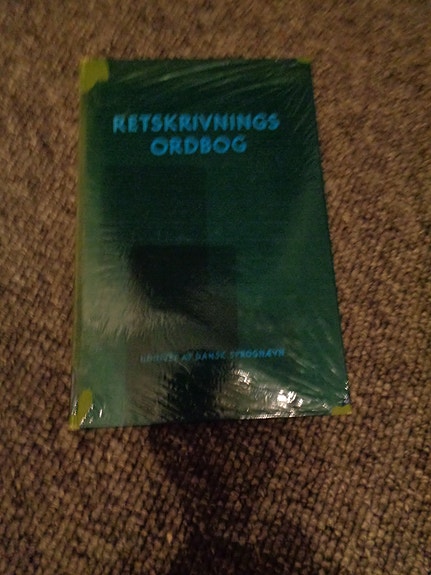 RETSKRIVNINGS
ORDBOG
UDGIVET AF DANSK SPROGNÆVN